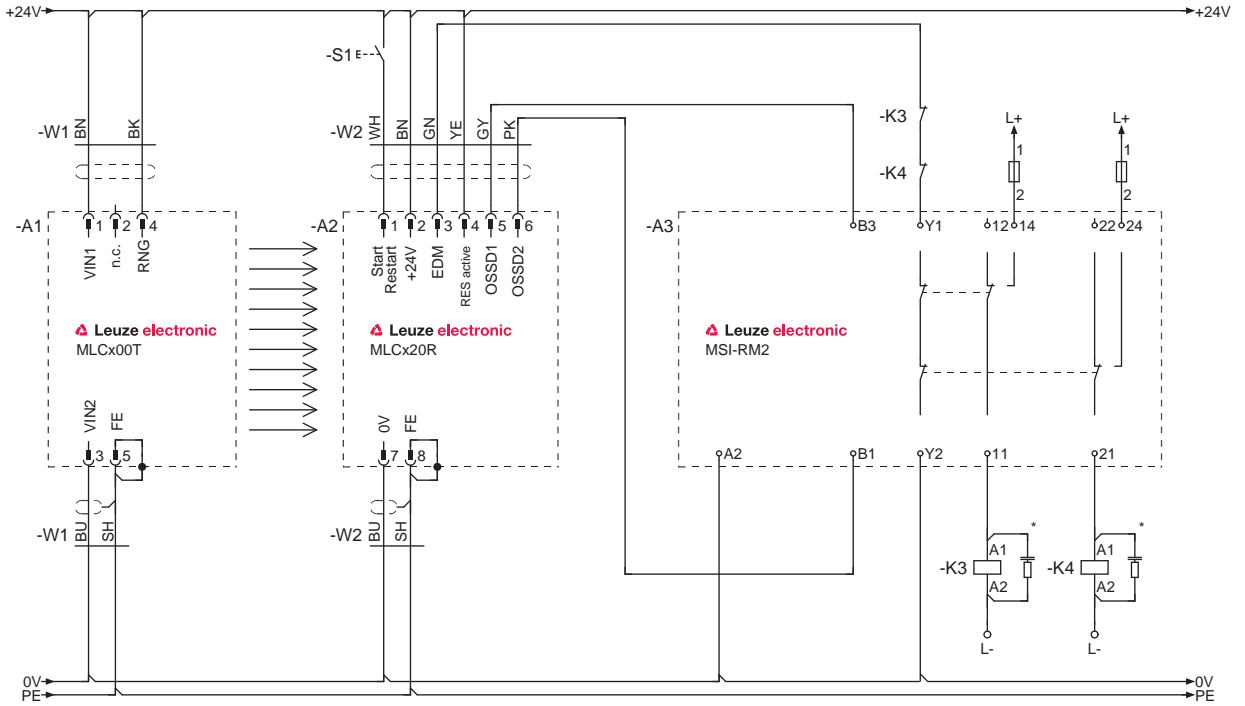 +24V
+24V
-S1
-W1
BN
BK
-W2
WH
BN
GN
YE
GY
PK
-K3
-K4
L+
1
2
L+
1
2
-A1
1
2
4
VIN1
n.c.
RNG
-A2
1
2
3
4
5
6
Start
Restart
+24V
EDM
RES active
OSSD1
OSSD2
-A3
B3
Y1
12
14
22
24
Leuze electronic
MLCx00T
Leuze electronic
MLCx20R
Leuze electronic
MSI-RM2
VIN2
FE
3
5
0V
FE
7
8
A2
B1
Y2
11
21
-W1
BU
SH
-W2
BU
SH
-K3
A1
A2
*
-K4
A1
A2
*
L-
L-
0V
0V
PE
PE